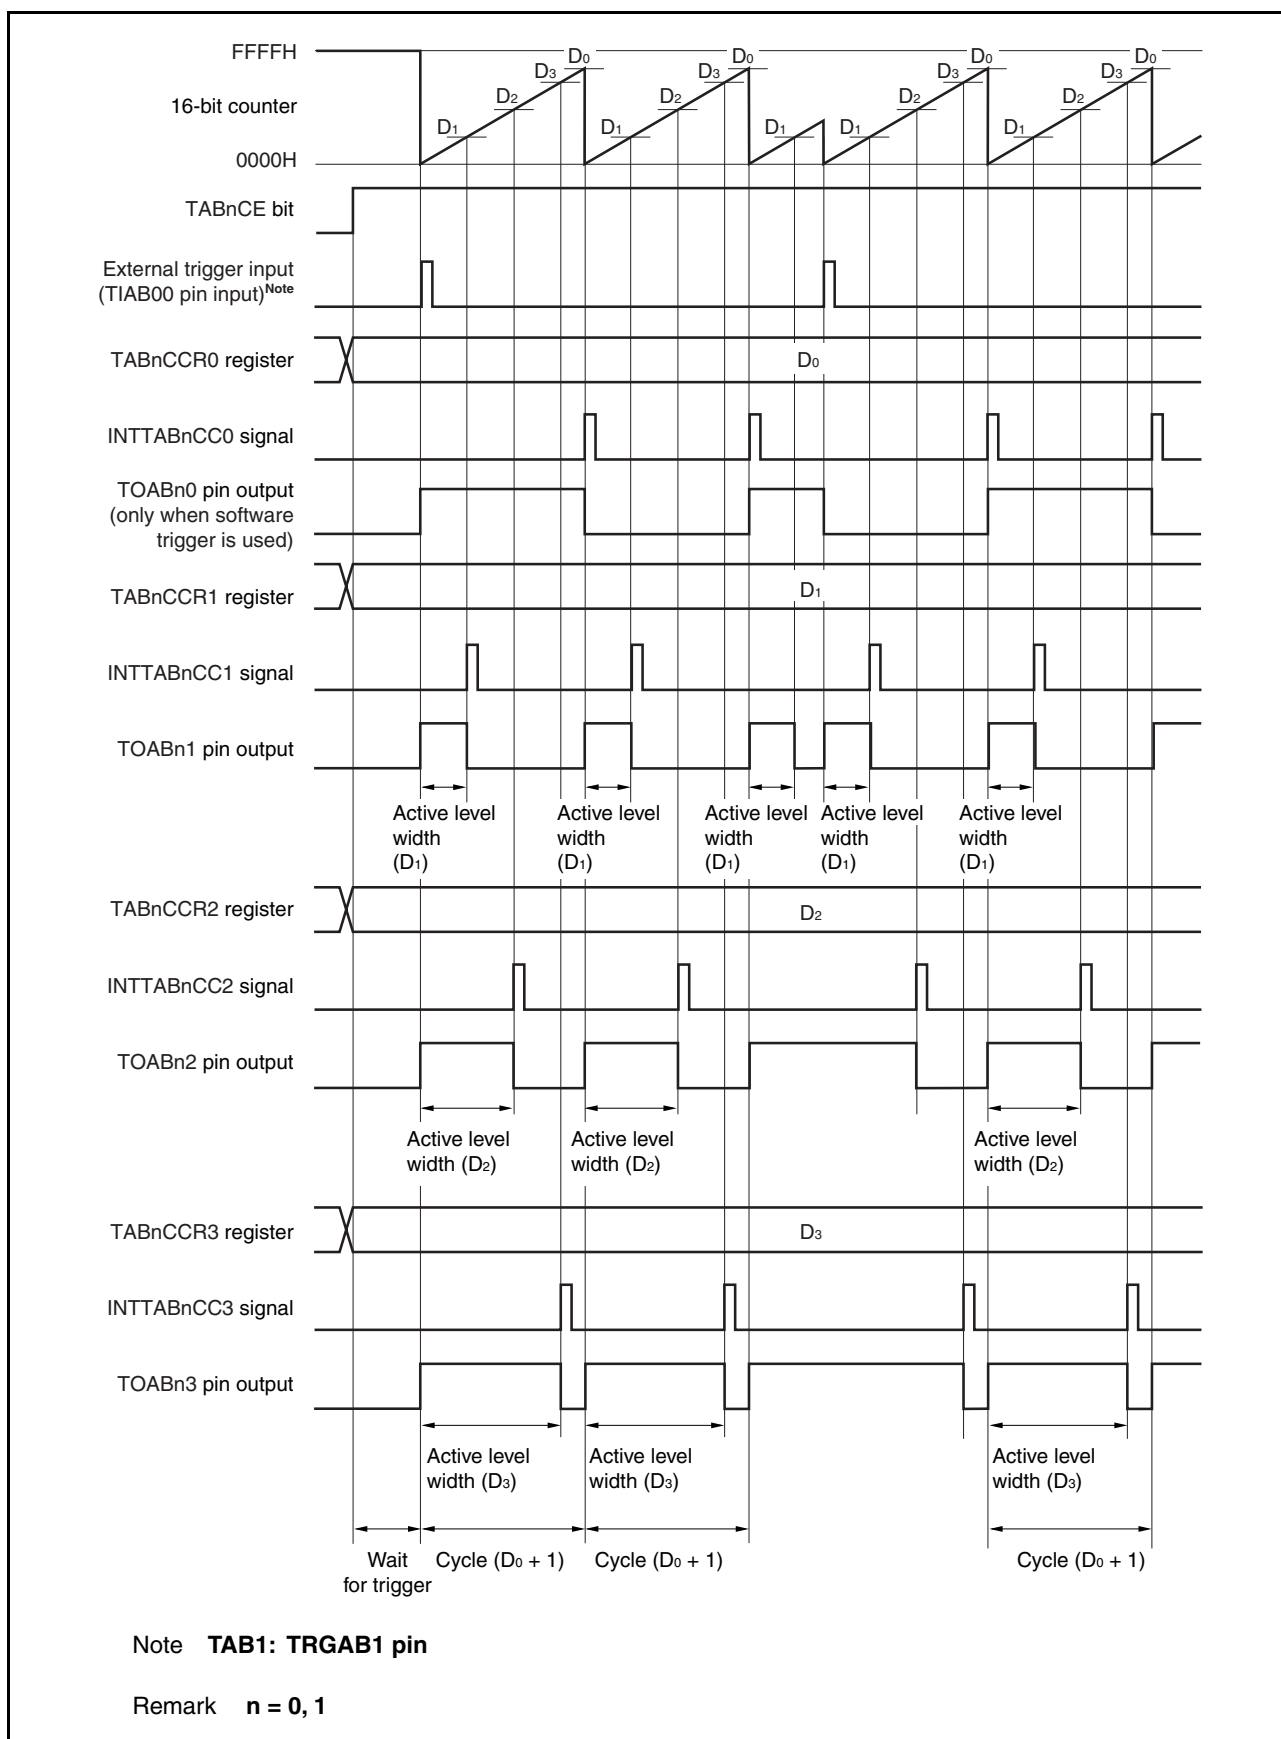 FFFFH
D0 D0 D0 D0
D3 D3 D3 D3
16-bit counter
D2 D2 D2 D2
D1 D1 D1 D1 D1
0000H
TABnCE bit
External trigger input
(TIAB00 pin input)Note
TABnCCR0 register
D0
INTTABnCC0 signal
TOABn0 pin output
(only when software
trigger is used)
TABnCCR1 register
D1
INTTABnCC1 signal
TOABn1 pin output
Active level width (D1)
Active level width (D1)
Active level width (D1)
Active level width (D1)
Active level width (D1)
TABnCCR2 register
D2
INTTABnCC2 signal
TOABn2 pin output
Active level width (D2)
Active level width (D2)
Active level width (D2)
TABnCCR3 register
D3
INTTABnCC3 signal
TOABn3 pin output
Active level width (D3)
Active level width (D3)
Active level width (D3)
Wait for trigger
Cycle (D0 + 1)
Cycle (D0 + 1)
Cycle (D0 + 1)
Note TAB1: TRGAB1 pin
Remark n = 0, 1